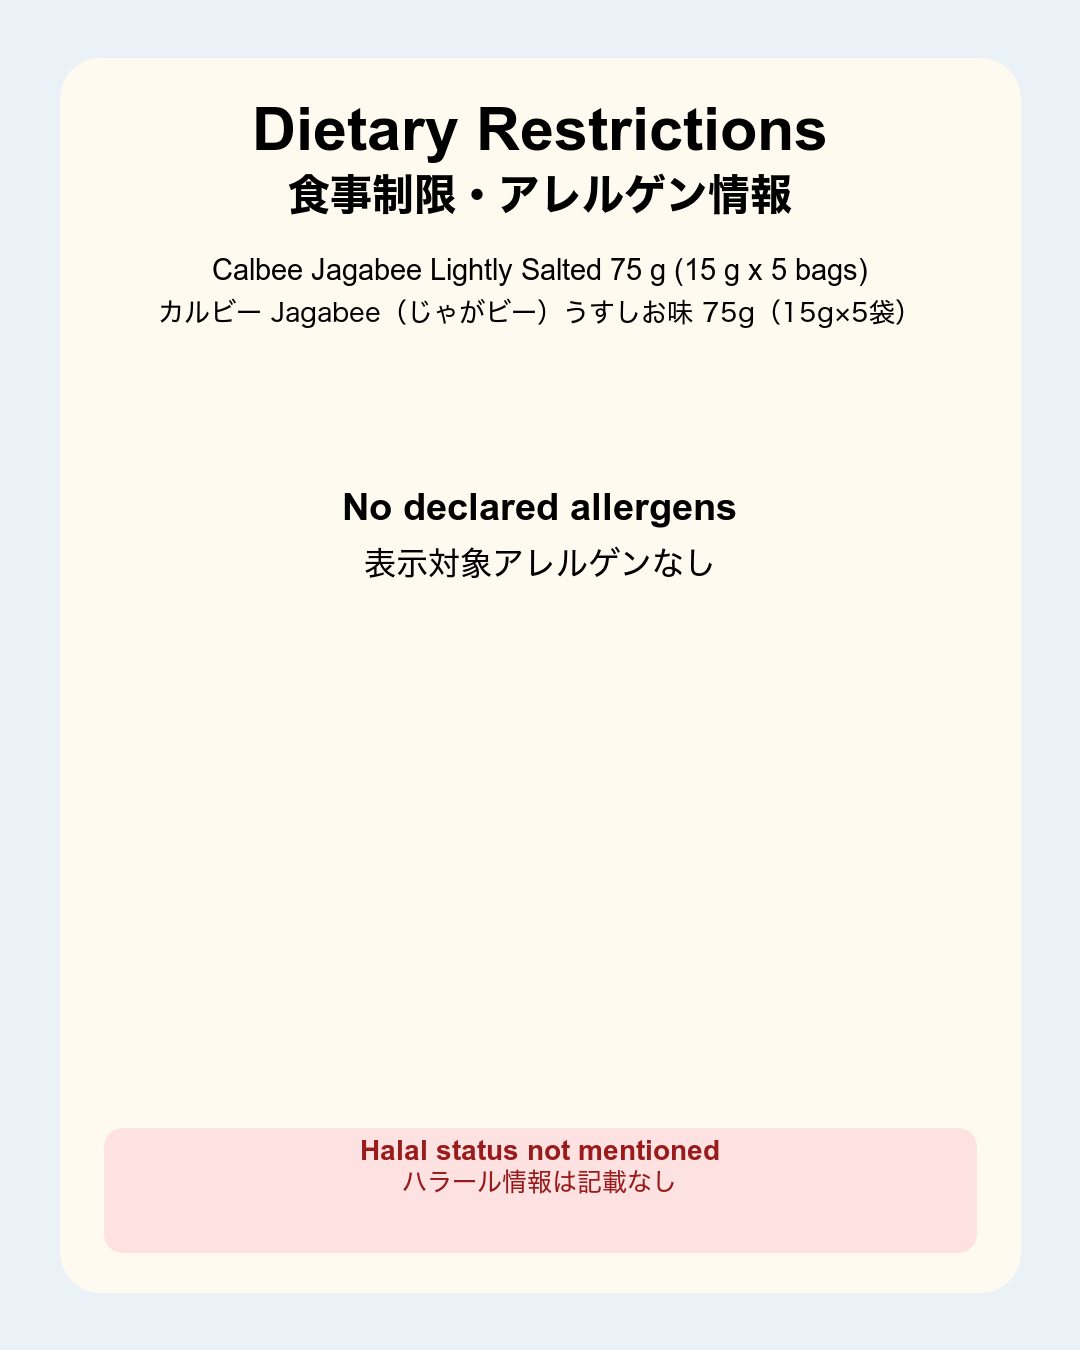 Dietary Restrictions
食事制限・アレルゲン情報
Calbee Jagabee Lightly Salted 75 g (15 g x 5 bags)
カルビー Jagabee（じゃがビー）うすしお味 75g（15g×5袋）
No declared allergens
表示対象アレルゲンなし
Halal status not mentioned
ハラール情報は記載なし